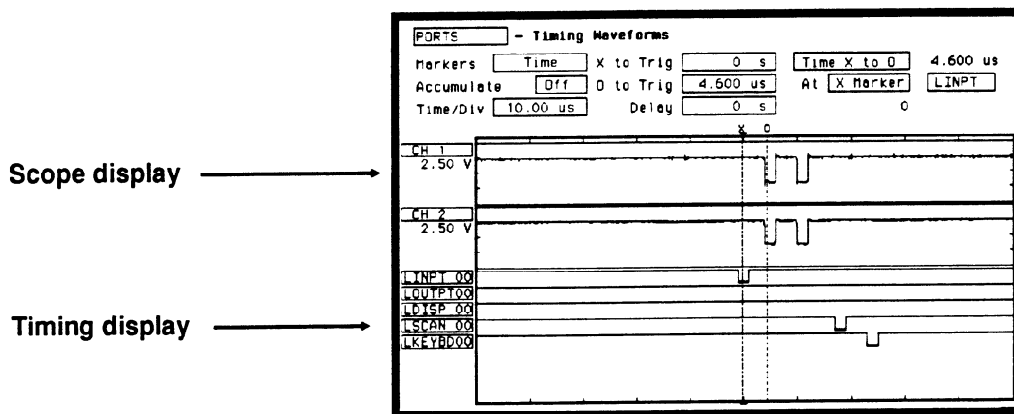 PORTS - Timing Waveforms
Markers Time X to Trig 0 s Time X to O 4.600 us
Accumulate Off O to Trig 4.600 us At X Marker LINPT
Time/Div 10.00 us Delay 0 s 0
X O
Scope display
CH 1
2.50 V
CH 2
2.50 V
LINPT 00
LOUTPT00
LDISP 00
Timing display
LSCAN 00
LKEYBD00